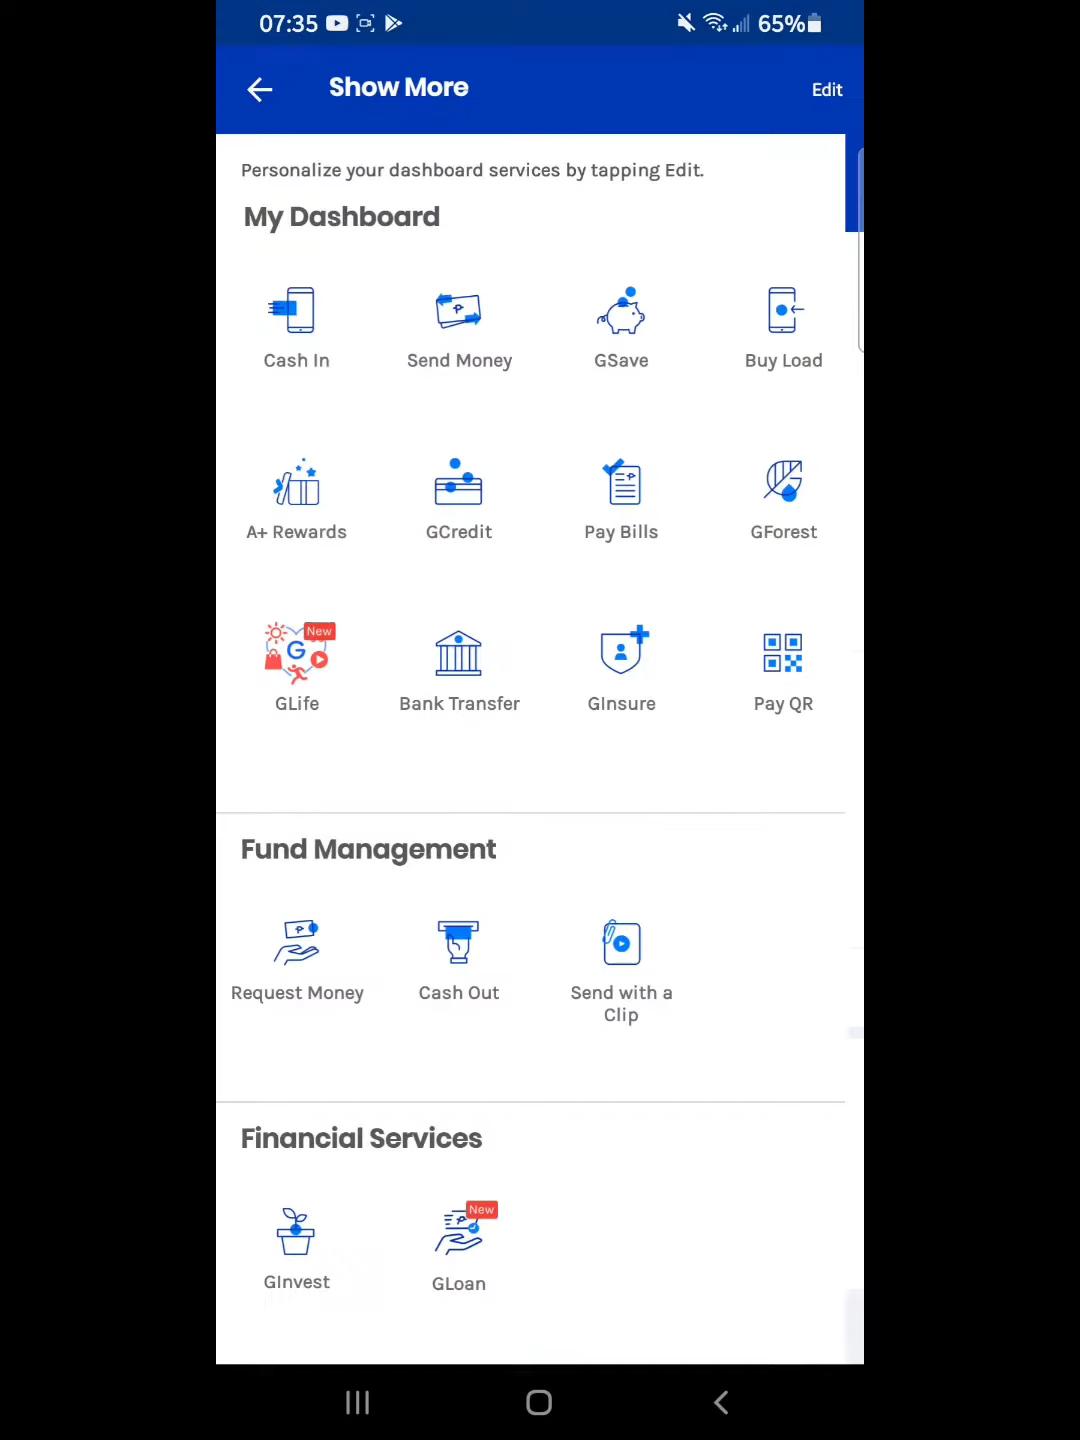 07:35
65%
Show More
Edit
Personalize your dashboard services by tapping Edit.
My Dashboard
Cash In
Send Money
GSave
Buy Load
A+ Rewards
GCredit
Pay Bills
GForest
New
G
GLife
Bank Transfer
GInsure
Pay QR
Fund Management
Request Money
Cash Out
Send with a
Clip
Financial Services
New
GInvest
GLoan